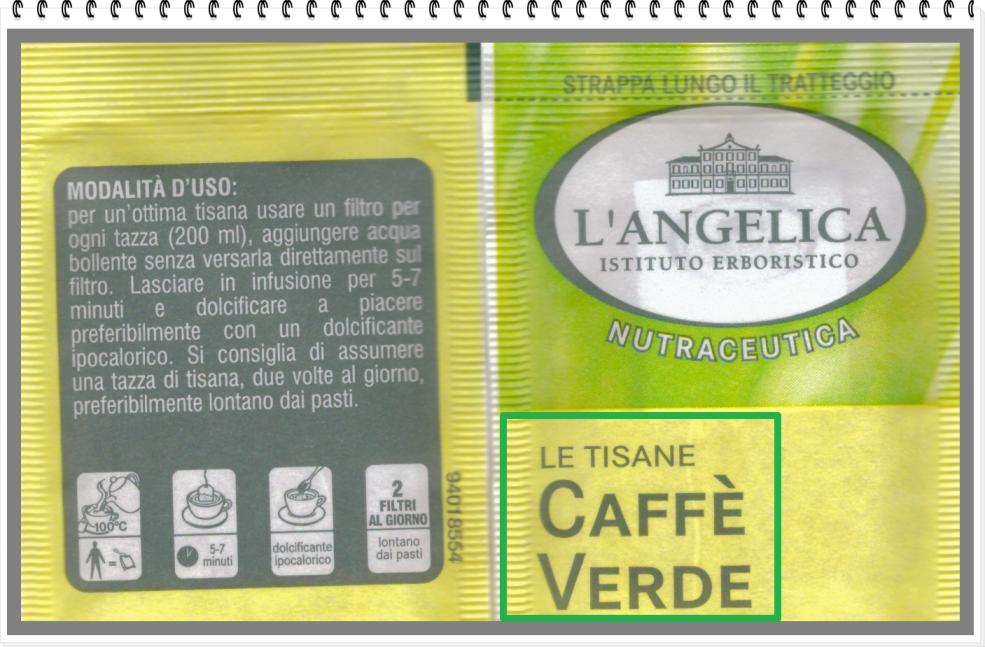 MODALITÀ D'USO:
per un'ottima tisana usare un filtro per
ogni tazza (200 ml), aggiungere acqua
bollente senza versarla direttamente sul
filtro. Lasciare in infusione per 5-7
minuti e dolcificare a piacere
preferibilmente con un dolcificante
ipocalorico. Si consiglia di assumere
una tazza di tisana, due volte al giorno,
preferibilmente lontano dai pasti.
100°C
5-7
minuti
dolcificante
ipocalorico
2
FILTRI
AL GIORNO
lontano
dai pasti
94018554
STRAPPA LUNGO IL TRATTEGGIO
L'ANGELICA
ISTITUTO ERBORISTICO
NUTRACEUTICA
LE TISANE
CAFFÈ
VERDE